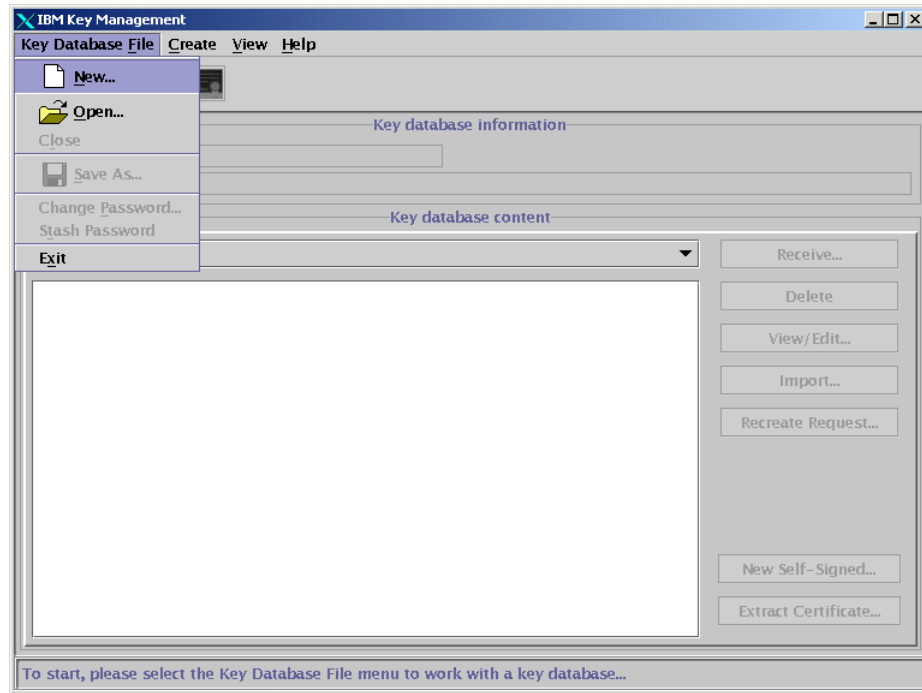 IBM Key Management
Key Database File Create View Help
New...
Open...
Close
Save As...
Change Password...
Stash Password
Exit
Key database information
Key database content
Receive...
Delete
View/Edit...
Import...
Recreate Request...
New Self-Signed...
Extract Certificate...
To start, please select the Key Database File menu to work with a key database...